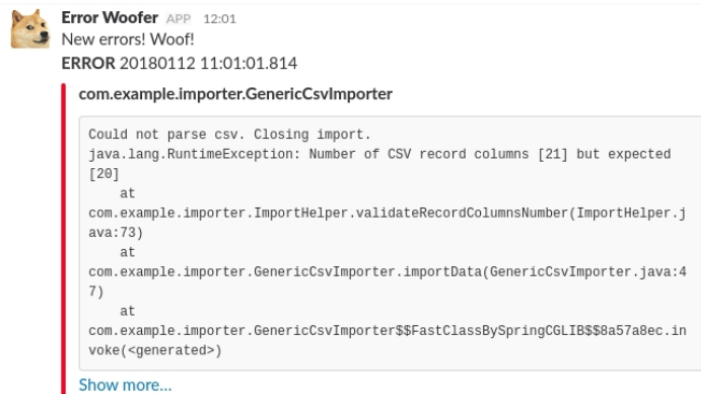 Error Woofer APP 12:01
New errors! Woof!
ERROR 20180112 11:01:01.814
com.example.importer.GenericCsvImporter
Could not parse csv. Closing import.
java.lang.RuntimeException: Number of CSV record columns [21] but expected
[20]
    at
com.example.importer.ImportHelper.validateRecordColumnsNumber(ImportHelper.j
ava:73)
    at
com.example.importer.GenericCsvImporter.importData(GenericCsvImporter.java:4
7)
    at
com.example.importer.GenericCsvImporter$$FastClassBySpringCGLIB$$8a57a8ec.in
voke(<generated>)
Show more...